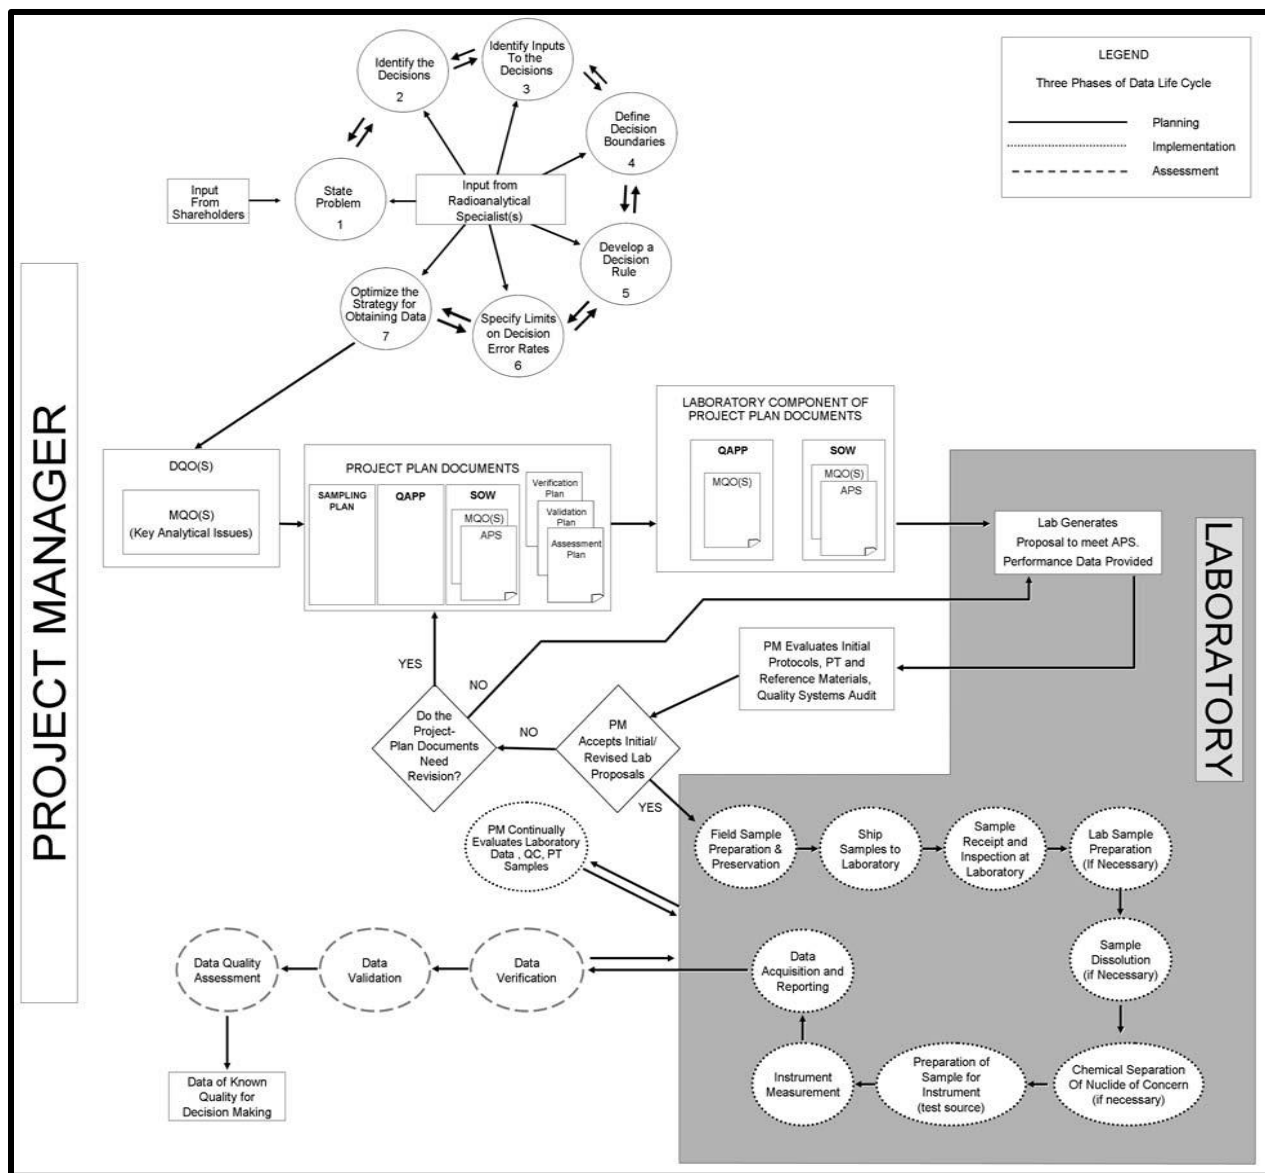 Identify the
Decisions
2
Identify Inputs
To the
Decisions
3
Define
Decision
Boundaries
4
LEGEND
Three Phases of Data Life Cycle
Planning
Implementation
Assessment
Input
From
Shareholders
State
Problem
1
Input from
Radioanalytical
Specialist(s)
Develop a
Decision
Rule
5
Optimize the
Strategy for
Obtaining Data
7
Specify Limits
on Decision
Error Rates
6
PROJECT MANAGER
DQO(S)
MQO(S)
(Key Analytical Issues)
PROJECT PLAN DOCUMENTS
SAMPLING
PLAN
QAPP
SOW
MQO(S)
APS
Verification
Plan
Validation
Plan
Assessment
Plan
LABORATORY COMPONENT OF
PROJECT PLAN DOCUMENTS
QAPP
MQO(S)
SOW
MQO(S)
APS
LABORATORY
Lab Generates
Proposal to meet APS.
Performance Data Provided
PM Evaluates Initial
Protocols, PT and
Reference Materials,
Quality Systems Audit
YES
NO
Do the
Project-
Plan Documents
Need
Revision?
NO
PM
Accepts Initial/
Revised Lab
Proposals
YES
PM Continually
Evaluates Laboratory
Data , QC, PT
Samples
Field Sample
Preparation &
Preservation
Ship
Samples to
Laboratory
Sample
Receipt and
Inspection at
Laboratory
Lab Sample
Preparation
(If Necessary)
Sample
Dissolution
(if Necessary)
Chemical Separation
Of Nuclide of Concern
(if necessary)
Preparation of
Sample for
Instrument
(test source)
Instrument
Measurement
Data
Acquisition and
Reporting
Data
Verification
Data
Validation
Data Quality
Assessment
Data of Known
Quality for
Decision Making